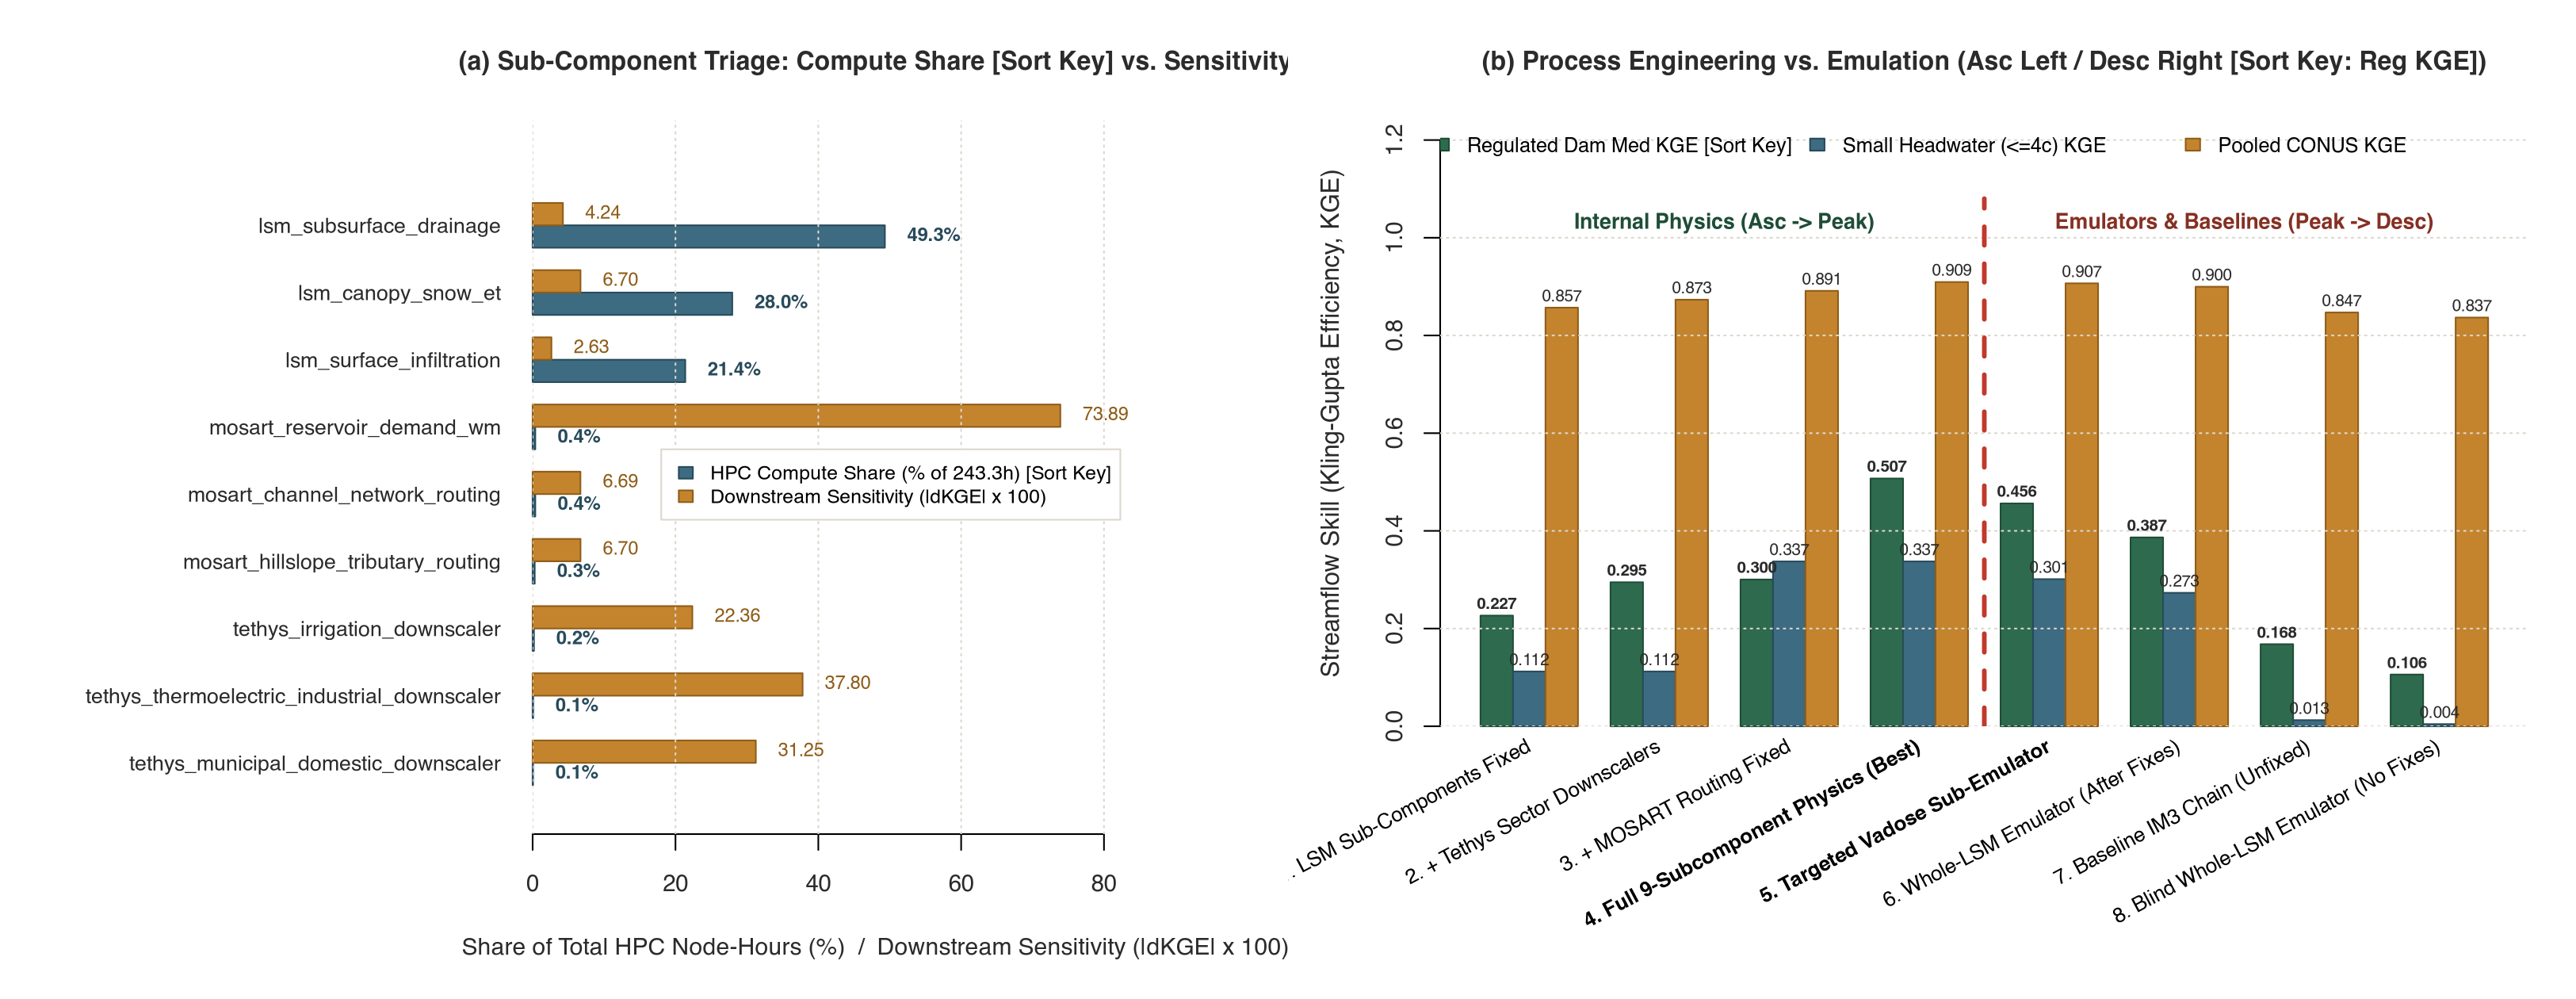 (a) Sub-Component Triage: Compute Share [Sort Key] vs. Sensitivity
lsm_subsurface_drainage
4.24
49.3%
lsm_canopy_snow_et
6.70
28.0%
lsm_surface_infiltration
2.63
21.4%
mosart_reservoir_demand_wm
73.89
0.4%
mosart_channel_network_routing
6.69
0.4%
HPC Compute Share (% of 243.3h) [Sort Key]
Downstream Sensitivity (|dKGE| x 100)
mosart_hillslope_tributary_routing
6.70
0.3%
tethys_irrigation_downscaler
22.36
0.2%
tethys_thermoelectric_industrial_downscaler
37.80
0.1%
tethys_municipal_domestic_downscaler
31.25
0.1%
0 20 40 60 80
Share of Total HPC Node-Hours (%) / Downstream Sensitivity (|dKGE| x 100)
(b) Process Engineering vs. Emulation (Asc Left / Desc Right [Sort Key: Reg KGE])
Regulated Dam Med KGE [Sort Key] Small Headwater (<=4c) KGE Pooled CONUS KGE
Internal Physics (Asc -> Peak) Emulators & Baselines (Peak -> Desc)
Streamflow Skill (Kling-Gupta Efficiency, KGE)
1.2
1.0
0.8
0.6
0.4
0.2
0.0
0.227 0.112 0.857
0.295 0.112 0.873
0.300 0.337 0.891
0.507 0.337 0.909
0.456 0.301 0.907
0.387 0.273 0.900
0.168 0.013 0.847
0.106 0.004 0.837
. LSM Sub-Components Fixed
2. + Tethys Sector Downscalers
3. + MOSART Routing Fixed
4. Full 9-Subcomponent Physics (Best)
5. Targeted Vadose Sub-Emulator
6. Whole-LSM Emulator (After Fixes)
7. Baseline IM3 Chain (Unfixed)
8. Blind Whole-LSM Emulator (No Fixes)